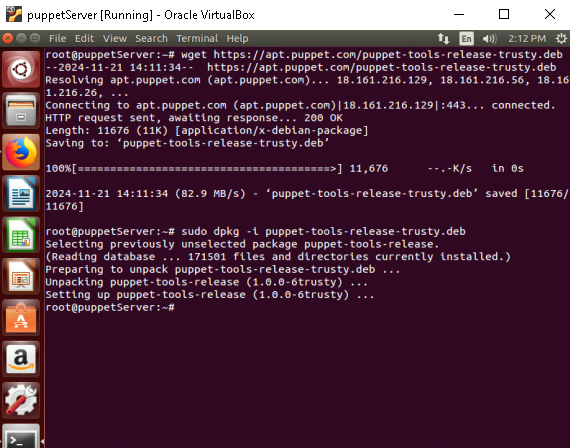 puppetServer [Running] - Oracle VirtualBox
File Edit View Search Terminal Help En 2:12 PM
root@puppetServer:~# wget https://apt.puppet.com/puppet-tools-release-trusty.deb
--2024-11-21 14:11:34-- https://apt.puppet.com/puppet-tools-release-trusty.deb
Resolving apt.puppet.com (apt.puppet.com)... 18.161.216.129, 18.161.216.56, 18.16
1.216.26, ...
Connecting to apt.puppet.com (apt.puppet.com)|18.161.216.129|:443... connected.
HTTP request sent, awaiting response... 200 OK
Length: 11676 (11K) [application/x-debian-package]
Saving to: ‘puppet-tools-release-trusty.deb’
100%[======================================>] 11,676 --.-K/s in 0s
2024-11-21 14:11:34 (82.9 MB/s) - ‘puppet-tools-release-trusty.deb’ saved [11676/
11676]
root@puppetServer:~# sudo dpkg -i puppet-tools-release-trusty.deb
Selecting previously unselected package puppet-tools-release.
(Reading database ... 171501 files and directories currently installed.)
Preparing to unpack puppet-tools-release-trusty.deb ...
Unpacking puppet-tools-release (1.0.0-6trusty) ...
Setting up puppet-tools-release (1.0.0-6trusty) ...
root@puppetServer:~#